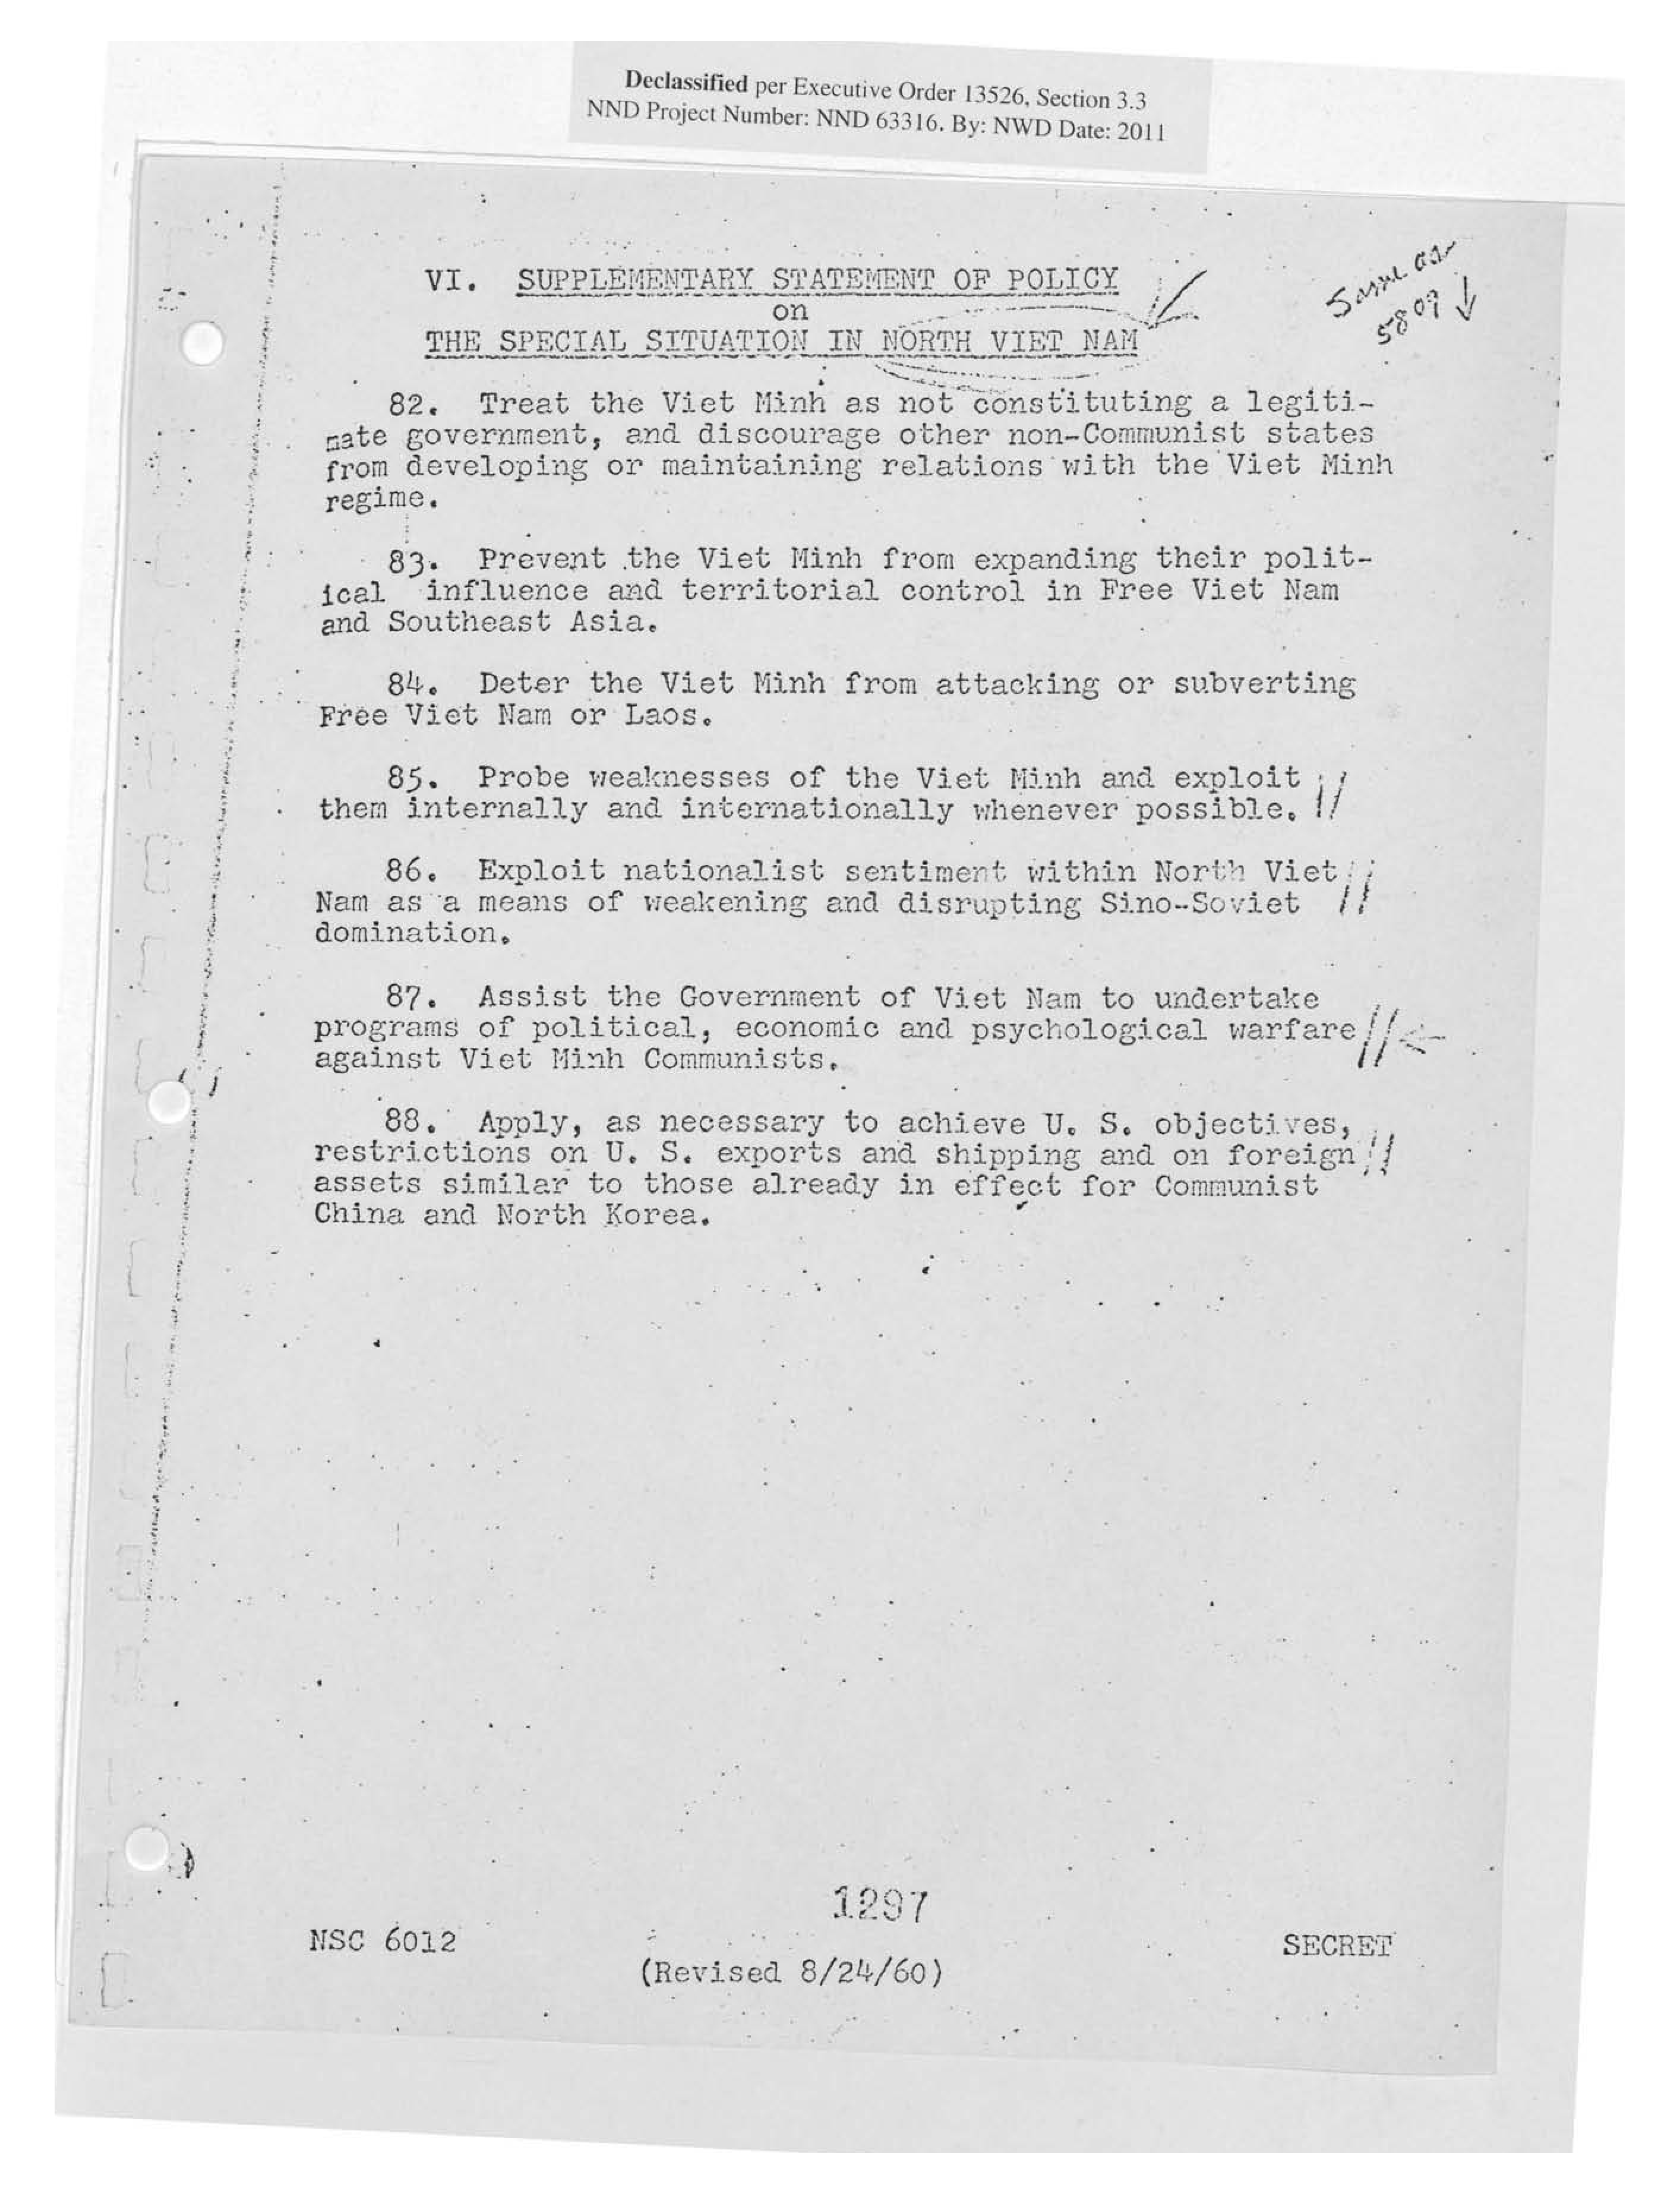 Declassified per Executive Order 13526, Section 3.3
NND Project Number: NND 63316. By: NWD Date: 2011
Same as
5809
VI. SUPPLEMENTARY STATEMENT OF POLICY
on
THE SPECIAL SITUATION IN NORTH VIET NAM
82. Treat the Viet Minh as not constituting a legiti-
mate government, and discourage other non-Communist states
from developing or maintaining relations with the Viet Minh
regime.
83. Prevent the Viet Minh from expanding their polit-
ical influence and territorial control in Free Viet Nam
and Southeast Asia.
84. Deter the Viet Minh from attacking or subverting
Free Viet Nam or Laos.
85. Probe weaknesses of the Viet Minh and exploit
them internally and internationally whenever possible.
86. Exploit nationalist sentiment within North Viet
Nam as a means of weakening and disrupting Sino-Soviet
domination.
87. Assist the Government of Viet Nam to undertake
programs of political, economic and psychological warfare
against Viet Minh Communists.
88. Apply, as necessary to achieve U. S. objectives,
restrictions on U. S. exports and shipping and on foreign
assets similar to those already in effect for Communist
China and North Korea.
1297
NSC 6012
SECRET
(Revised 8/24/60)